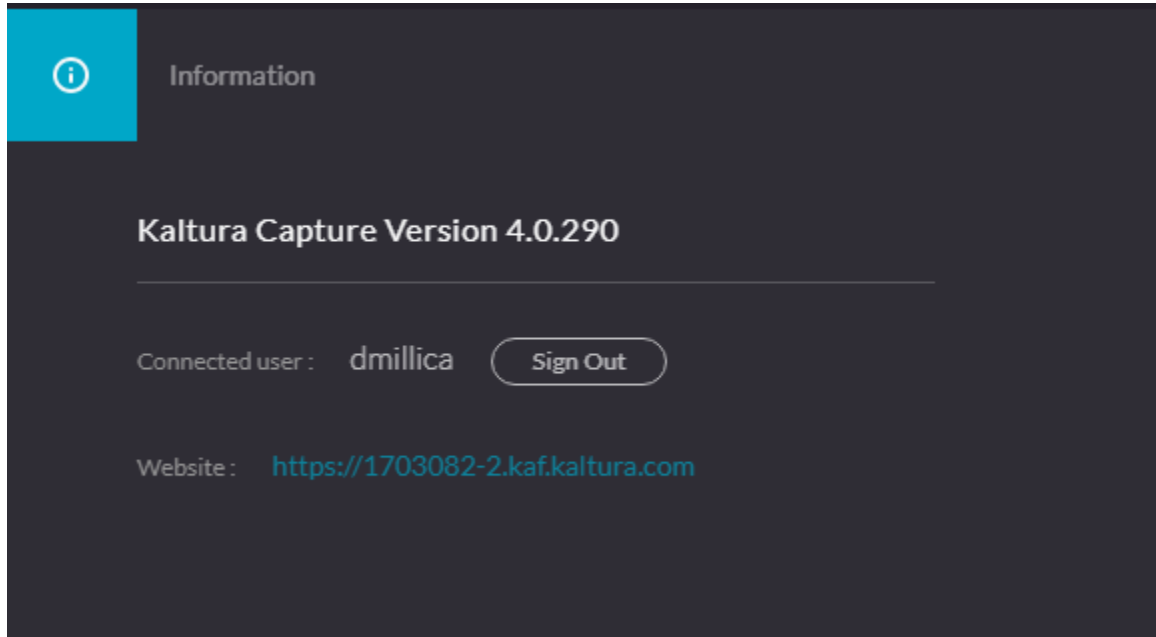 Information
Kaltura Capture Version 4.0.290
Connected user : dmillica Sign Out
Website : https://1703082-2.kaf.kaltura.com